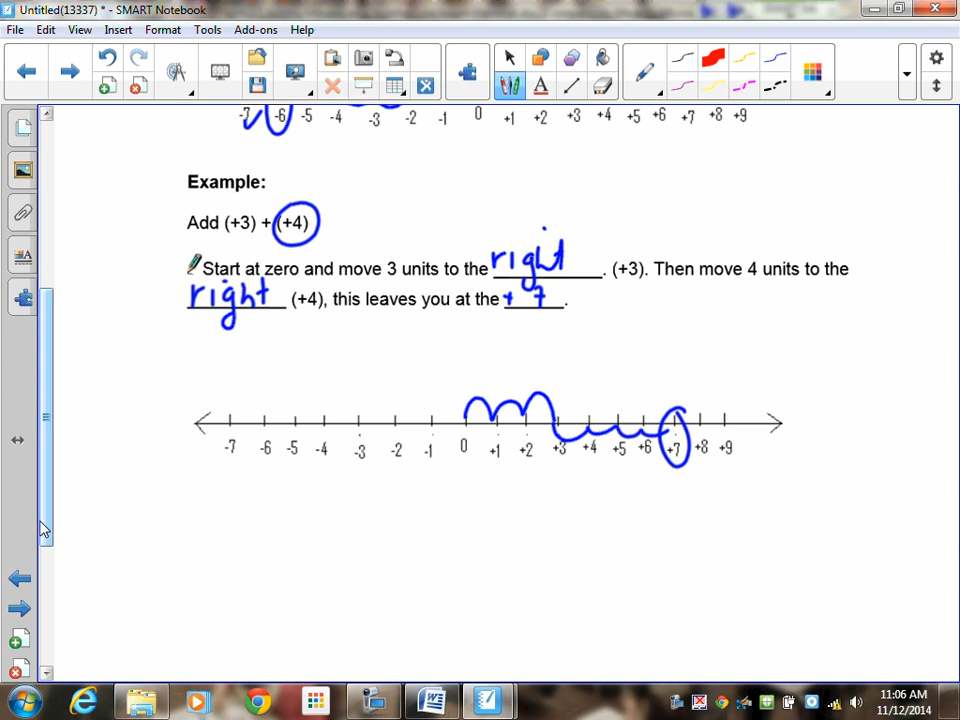 Untitled(13337) * - SMART Notebook
File Edit View Insert Format Tools Add-ons Help
-7 -6 -5 -4 -3 -2 -1 0 +1 +2 +3 +4 +5 +6 +7 +8 +9
Example:
Add (+3) + (+4)
Start at zero and move 3 units to the right. (+3). Then move 4 units to the
right (+4), this leaves you at the +7.
-7 -6 -5 -4 -3 -2 -1 0 +1 +2 +3 +4 +5 +6 +7 +8 +9
11:06 AM
11/12/2014